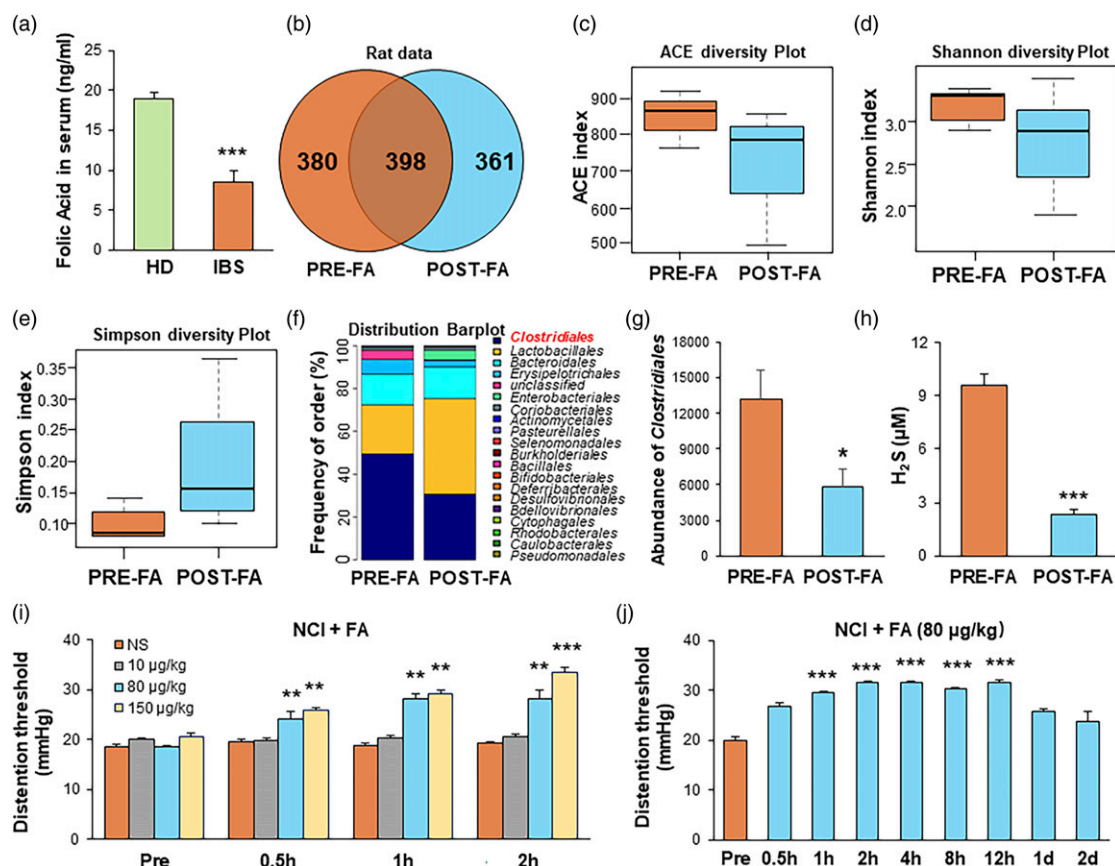 (a)
Folic Acid in serum (ng/ml)
25
20
15
10
5
0
***
HD
IBS
(b)
Rat data
380
398
361
PRE-FA
POST-FA
(c)
ACE diversity Plot
ACE index
900
800
700
600
500
PRE-FA
POST-FA
(d)
Shannon diversity Plot
Shannon index
3.0
2.5
2.0
PRE-FA
POST-FA
(e)
Simpson diversity Plot
Simpson index
0.35
0.30
0.25
0.20
0.15
0.10
PRE-FA
POST-FA
(f)
Distribution Barplot
Frequency of order (%)
100
80
60
40
20
0
PRE-FA
POST-FA
Clostridiales
Lactobacillales
Bacteroidales
Erysipelotrichales
unclassified
Enterobacteriales
Coriobacteriales
Actinomycetales
Pasteurellales
Selenomonadales
Burkholderiales
Bacillales
Bifidobacteriales
Deferribacterales
Desulfovibrionales
Bdellovibrionales
Cytophagales
Rhodobacterales
Caulobacterales
Pseudomonadales
(g)
Abundance of Clostridiales
15000
12000
9000
6000
3000
0
*
PRE-FA
POST-FA
(h)
H2S (µM)
12
9
6
3
0
***
PRE-FA
POST-FA
(i)
NCI + FA
Distention threshold
(mmHg)
40
30
20
10
0
NS
10 µg/kg
80 µg/kg
150 µg/kg
** **
** **
** ***
Pre
0.5h
1h
2h
(j)
NCI + FA (80 µg/kg)
Distention threshold
(mmHg)
40
30
20
10
0
*** *** *** *** ***
Pre 0.5h 1h 2h 4h 8h 12h 1d 2d